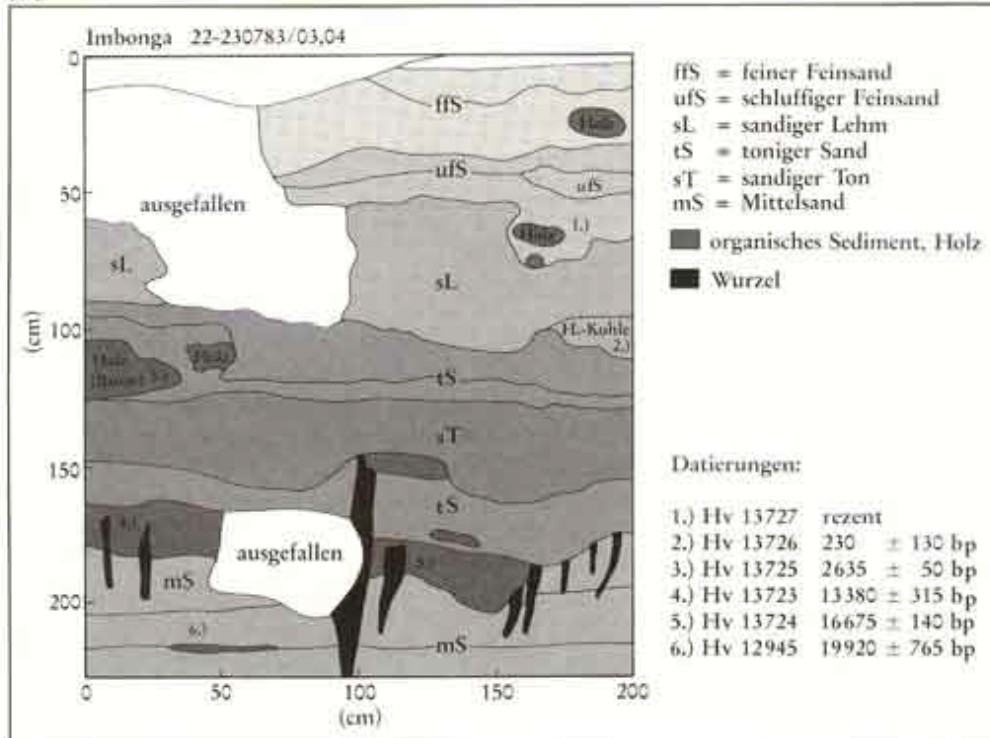 Imbonga 22-230783/03,04
0
50
100
150
200
(cm)
ffS
Holz
ufS
ufS
ausgefallen
1.)
Holz
sL
sL
H.-Kohle
2.)
Holz
Holz
3.)
tS
sT
tS
4.)
ausgefallen
5.)
mS
6.)
mS
0 50 100 150 200
(cm)
ffS = feiner Feinsand
ufS = schluffiger Feinsand
sL = sandiger Lehm
tS = toniger Sand
sT = sandiger Ton
mS = Mittelsand
organisches Sediment, Holz
Wurzel
Datierungen:
1.) Hv 13727 rezent
2.) Hv 13726 230 ± 130 bp
3.) Hv 13725 2635 ± 50 bp
4.) Hv 13723 13380 ± 315 bp
5.) Hv 13724 16675 ± 140 bp
6.) Hv 12945 19920 ± 765 bp